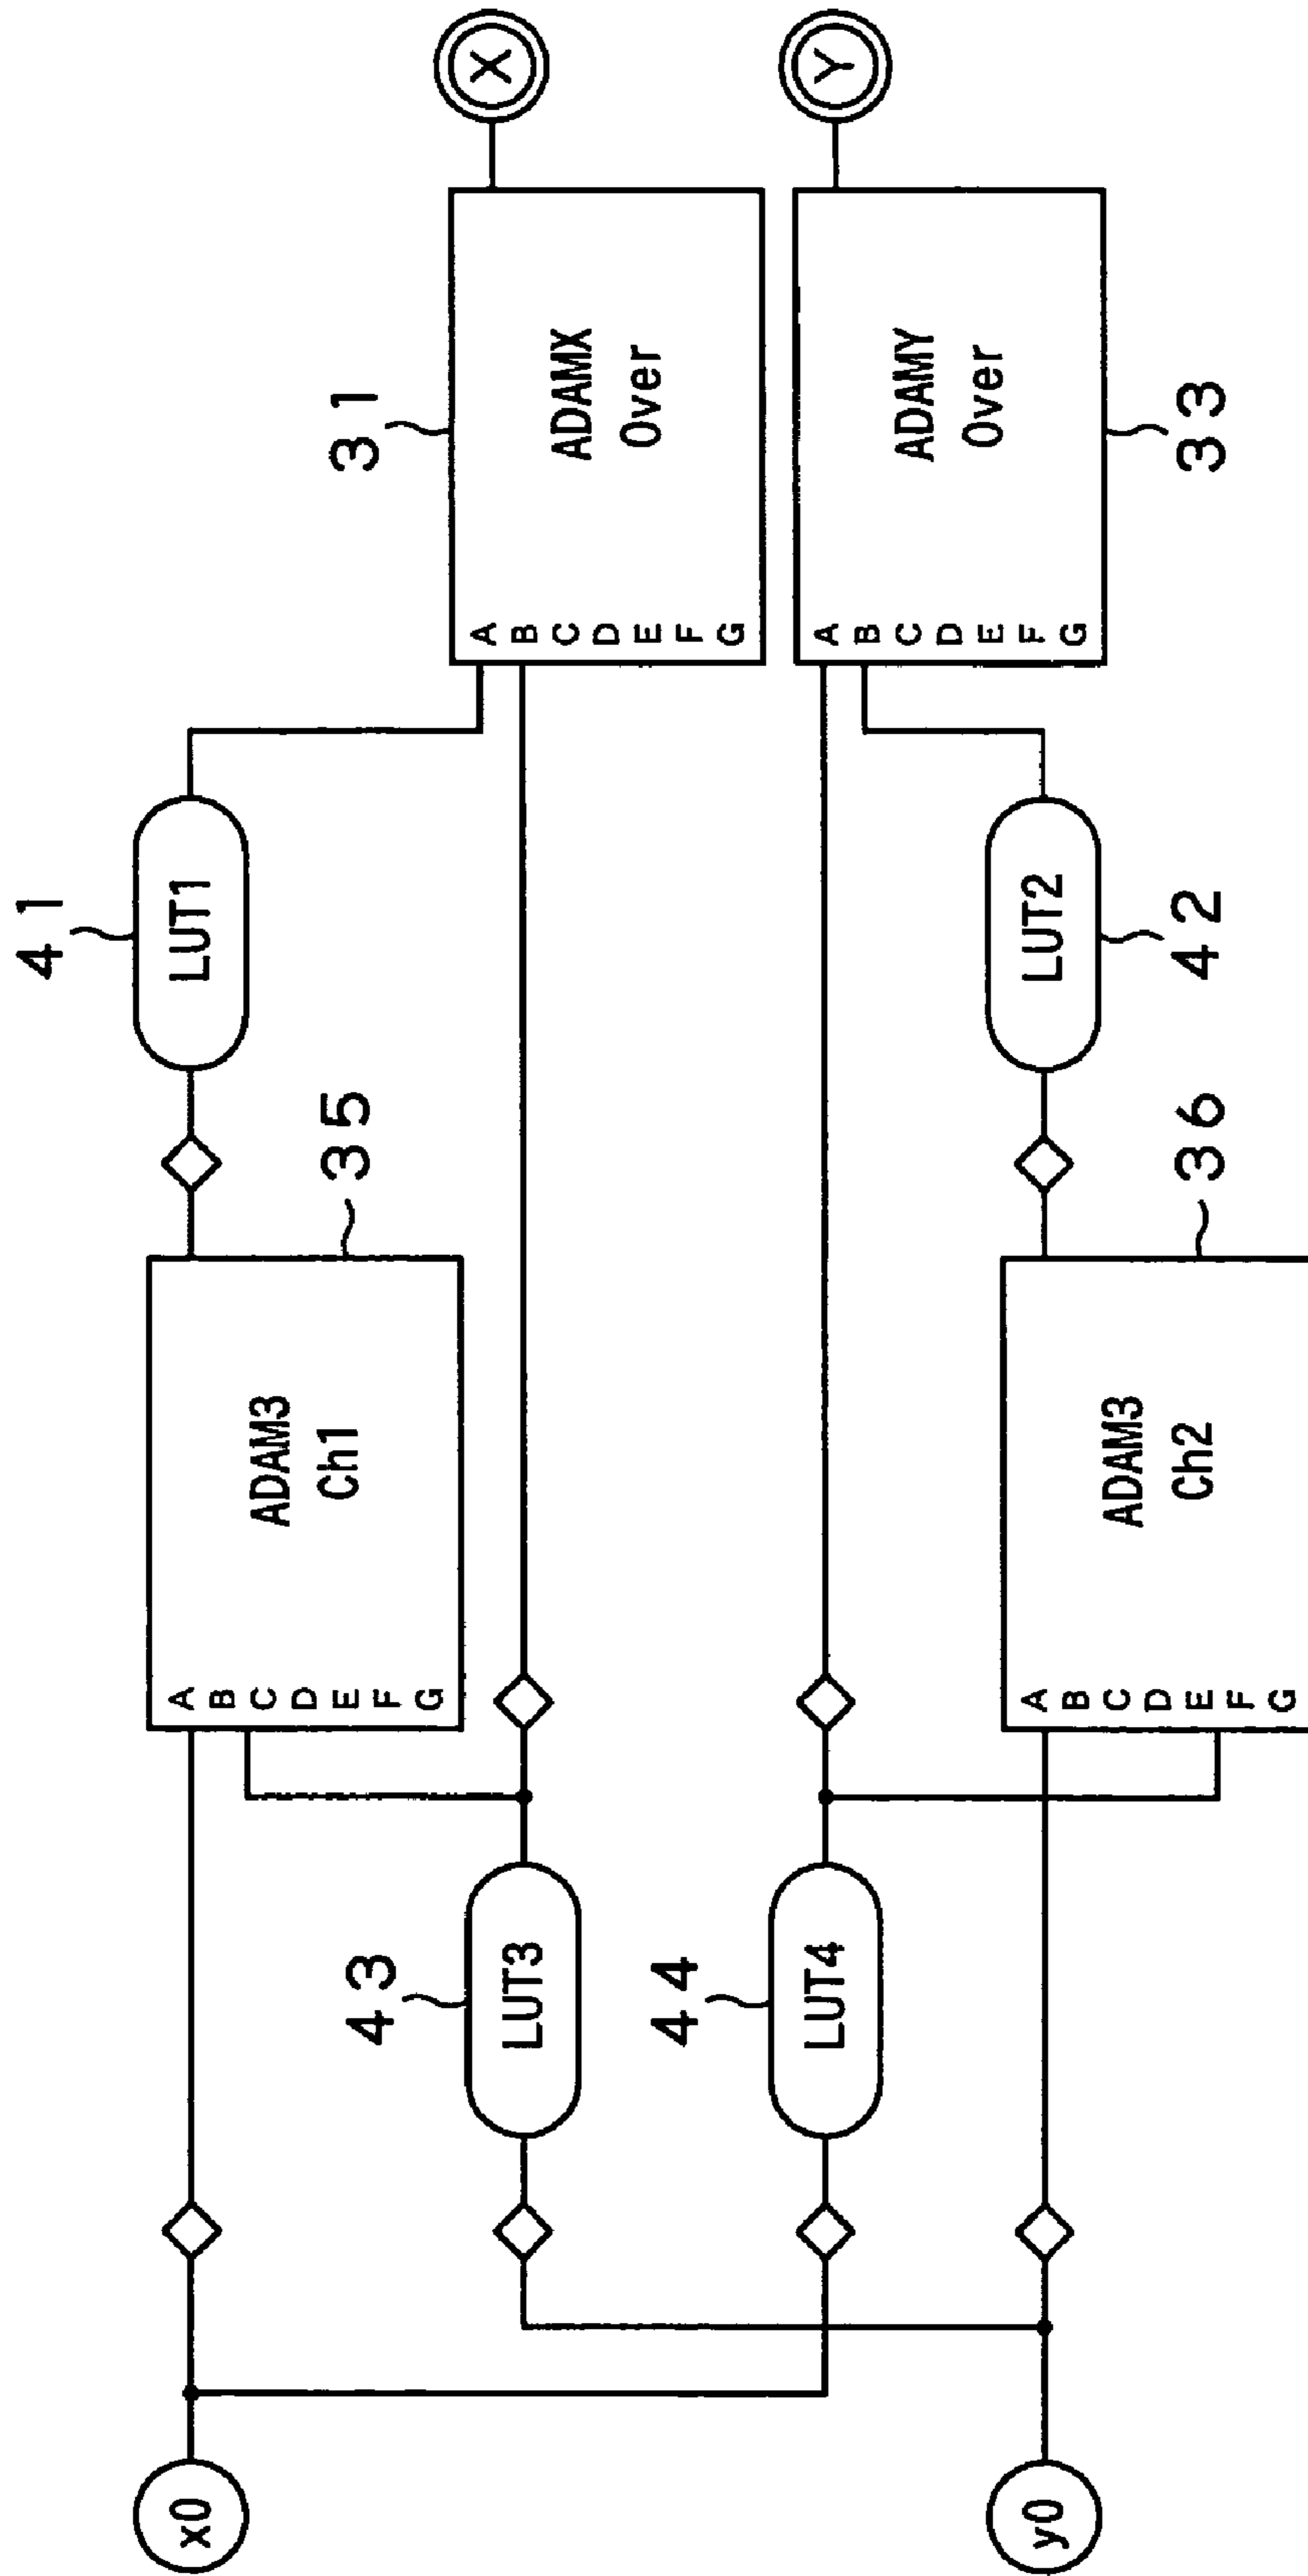 x0
y0
43
LUT3
44
LUT4
A
B
C
D
E
F
G
ADAM3
Ch1
35
A
B
C
D
E
F
G
ADAM3
Ch2
36
41
LUT1
LUT2
42
A
B
C
D
E
F
G
ADAMX
Over
31
A
B
C
D
E
F
G
ADAMY
Over
33
X
Y